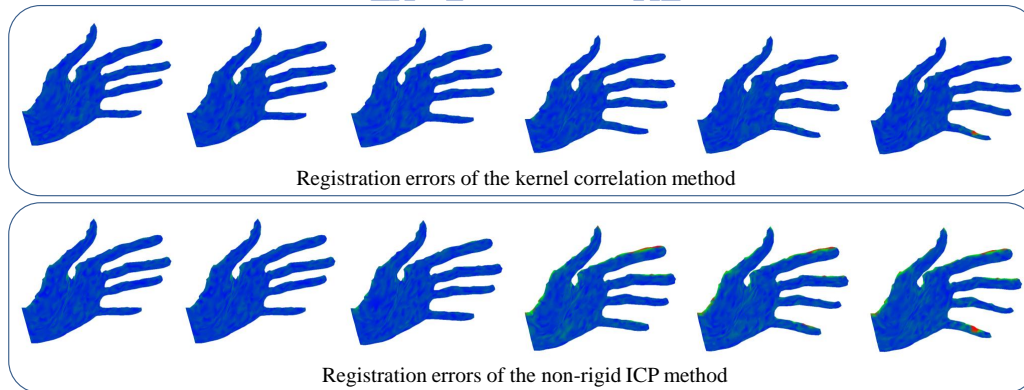 Registration errors of the kernel correlation method
Registration errors of the non-rigid ICP method